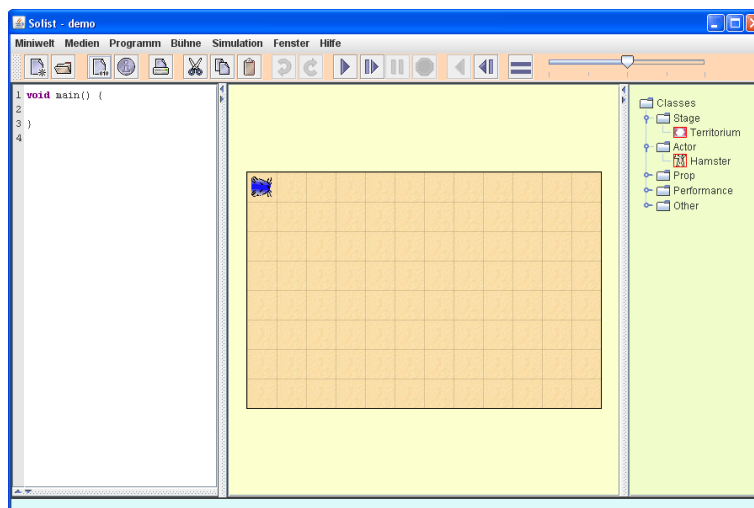 Solist - demo
Miniwelt Medien Programm Bühne Simulation Fenster Hilfe
1 void main() {
2
3 }
4
Classes
Stage
Territorium
Actor
Hamster
Prop
Performance
Other